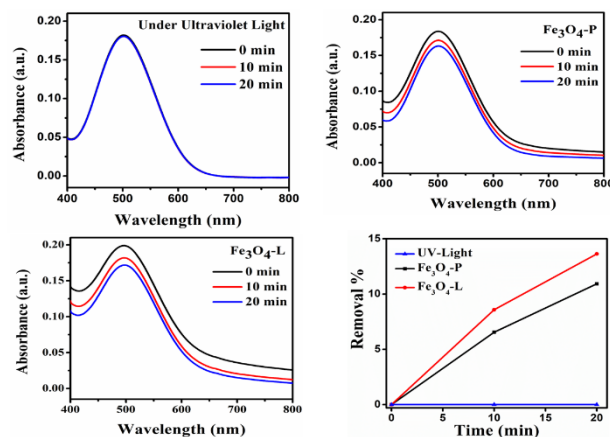 Under Ultraviolet Light
0 min
10 min
20 min
Absorbance (a.u.)
0.20
0.15
0.10
0.05
0.00
400 500 600 700 800
Wavelength (nm)
Fe₃O₄-P
0 min
10 min
20 min
Absorbance (a.u.)
0.20
0.15
0.10
0.05
0.00
400 500 600 700 800
Wavelength (nm)
Fe₃O₄-L
0 min
10 min
20 min
Absorbance (a.u.)
0.20
0.15
0.10
0.05
0.00
400 500 600 700 800
Wavelength (nm)
UV-Light
Fe₃O₄-P
Fe₃O₄-L
Removal %
15
10
5
0
0 10 20
Time (min)